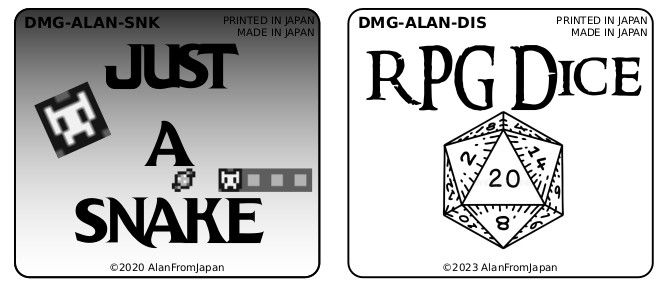 DMG-ALAN-SNK
PRINTED IN JAPAN
MADE IN JAPAN
JUST
A
SNAKE
©2020 AlanFromJapan
DMG-ALAN-DIS
PRINTED IN JAPAN
MADE IN JAPAN
RPG DICE
8
2
14
20
8
©2023 AlanFromJapan